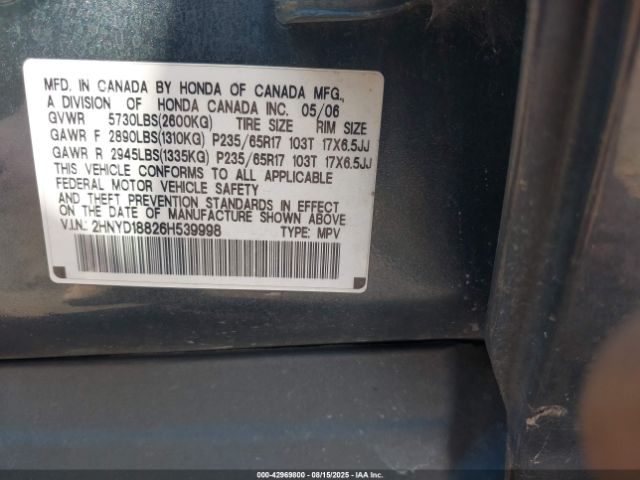 MFD. IN CANADA BY HONDA OF CANADA MFG.,
A DIVISION OF HONDA CANADA INC. 05/06
GVWR 5730LBS(2600KG) TIRE SIZE RIM SIZE
GAWR F 2890LBS(1310KG) P235/65R17 103T 17X6.5JJ
GAWR R 2945LBS(1335KG) P235/65R17 103T 17X6.5JJ
THIS VEHICLE CONFORMS TO ALL APPLICABLE
FEDERAL MOTOR VEHICLE SAFETY
AND THEFT PREVENTION STANDARDS IN EFFECT
ON THE DATE OF MANUFACTURE SHOWN ABOVE
V.I.N.: 2HNYD18826H539998 TYPE: MPV
000-42969800 - 08/15/2025 - IAA Inc.